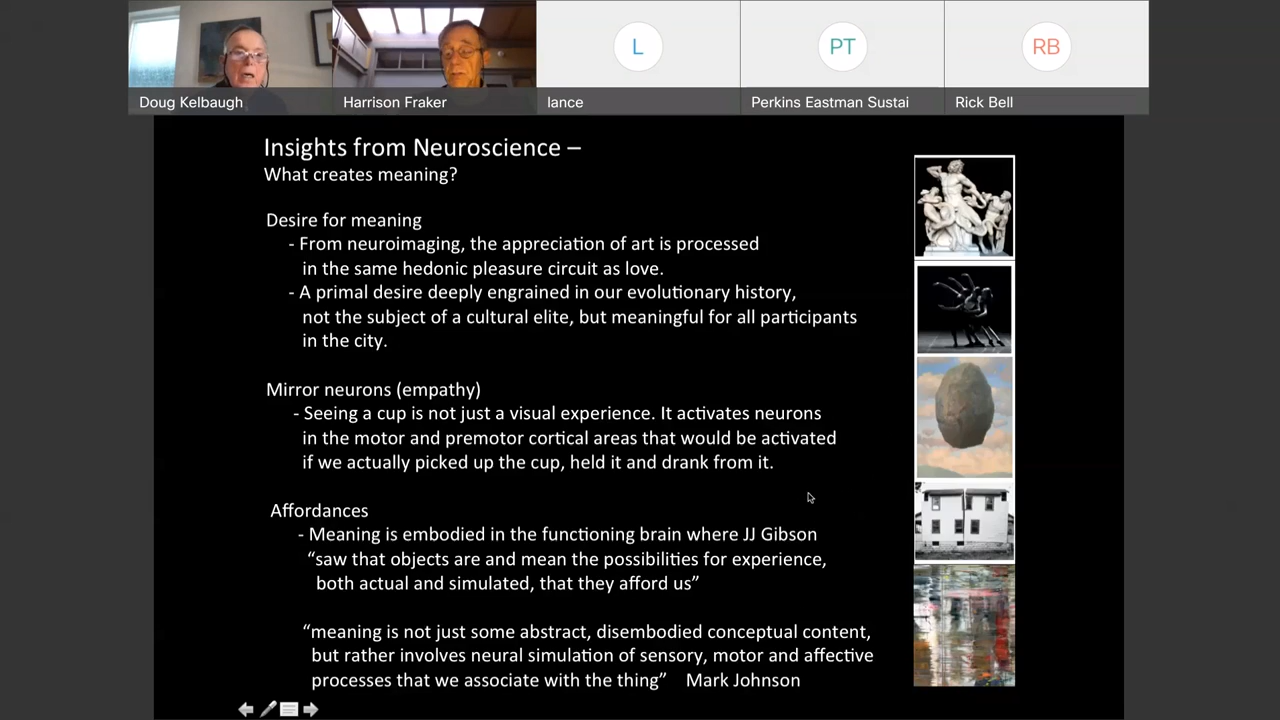 L
PT
RB
Doug Kelbaugh
Harrison Fraker
lance
Perkins Eastman Sustai
Rick Bell
Insights from Neuroscience –
What creates meaning?
Desire for meaning
- From neuroimaging, the appreciation of art is processed
in the same hedonic pleasure circuit as love.
- A primal desire deeply engrained in our evolutionary history,
not the subject of a cultural elite, but meaningful for all participants
in the city.
Mirror neurons (empathy)
- Seeing a cup is not just a visual experience. It activates neurons
in the motor and premotor cortical areas that would be activated
if we actually picked up the cup, held it and drank from it.
Affordances
- Meaning is embodied in the functioning brain where JJ Gibson
“saw that objects are and mean the possibilities for experience,
both actual and simulated, that they afford us”
“meaning is not just some abstract, disembodied conceptual content,
but rather involves neural simulation of sensory, motor and affective
processes that we associate with the thing” Mark Johnson